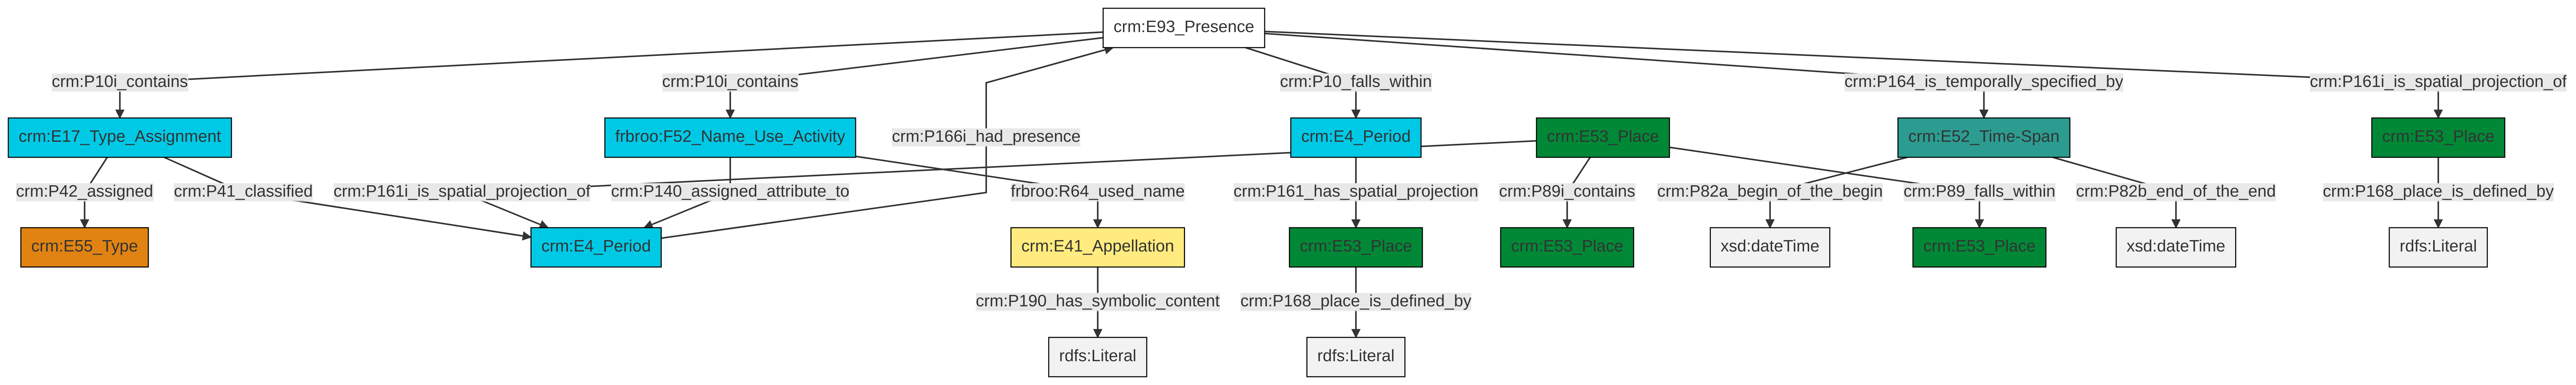 crm:E93_Presence
crm:P10i_contains
crm:P10i_contains
crm:P10_falls_within
crm:P164_is_temporally_specified_by
crm:P161i_is_spatial_projection_of
crm:E17_Type_Assignment
frbroo:F52_Name_Use_Activity
crm:P166i_had_presence
crm:E4_Period
crm:E53_Place
crm:E52_Time-Span
crm:E53_Place
crm:P42_assigned
crm:P41_classified
crm:P161i_is_spatial_projection_of
crm:P140_assigned_attribute_to
frbroo:R64_used_name
crm:P161_has_spatial_projection
crm:P89i_contains
crm:P82a_begin_of_the_begin
crm:P89_falls_within
crm:P82b_end_of_the_end
crm:P168_place_is_defined_by
crm:E55_Type
crm:E4_Period
crm:E41_Appellation
crm:E53_Place
crm:E53_Place
xsd:dateTime
crm:E53_Place
xsd:dateTime
rdfs:Literal
crm:P190_has_symbolic_content
crm:P168_place_is_defined_by
rdfs:Literal
rdfs:Literal